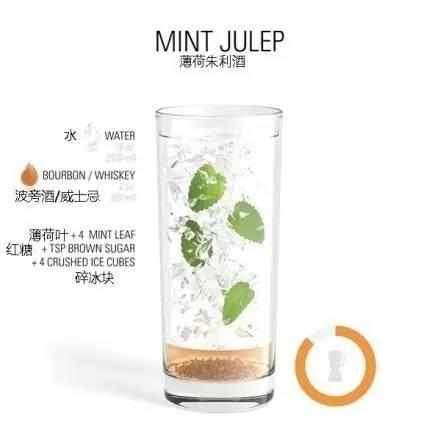 MINT JULEP
薄荷朱利酒
水 WATER
BOURBON / WHISKEY
波旁酒/威士忌
薄荷叶 + 4 MINT LEAF
红糖 + TSP BROWN SUGAR
+ 4 CRUSHED ICE CUBES
碎冰块